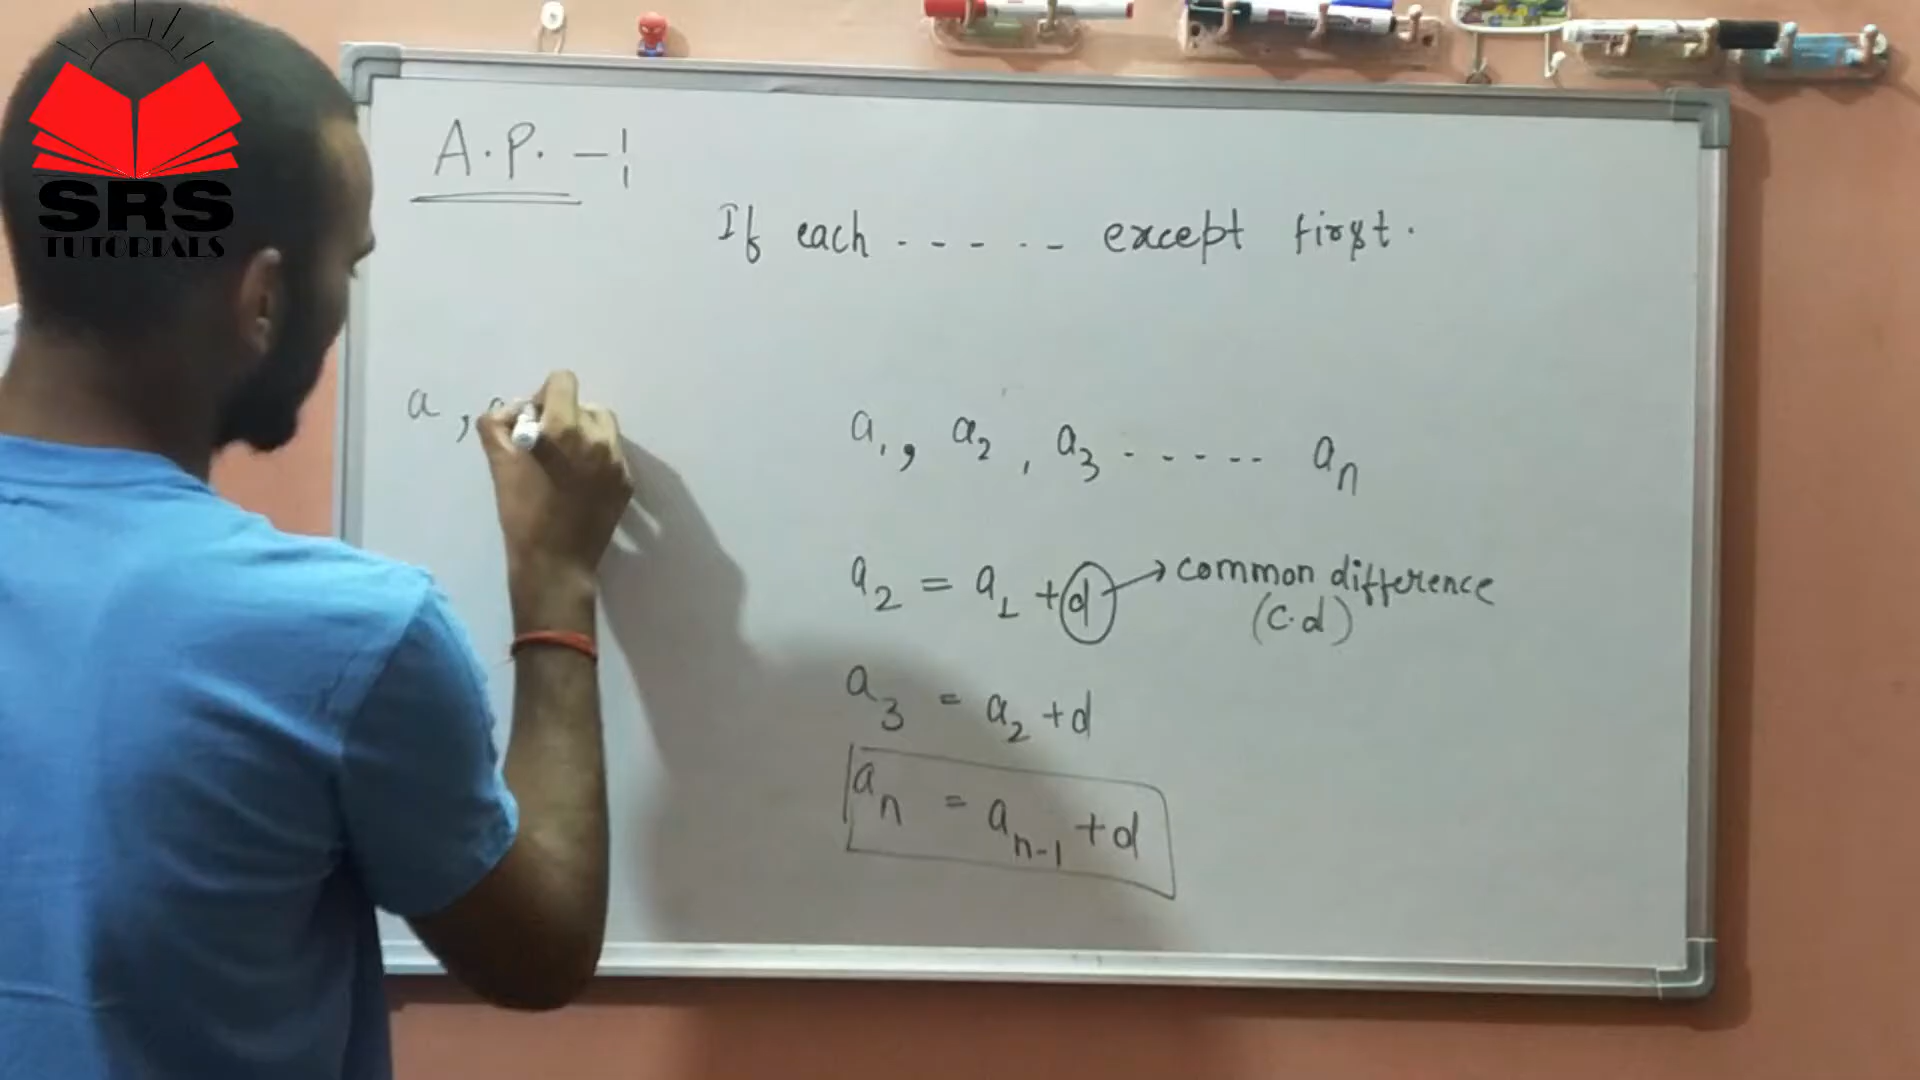 SRS
TUTORIALS
A.P. -:
If each - - - - - except first.
a, a
a₁, a₂, a₃ - - - - - aₙ
a₂ = a₁ + d → common difference
(c.d)
a₃ = a₂ + d
aₙ = aₙ₋₁ + d